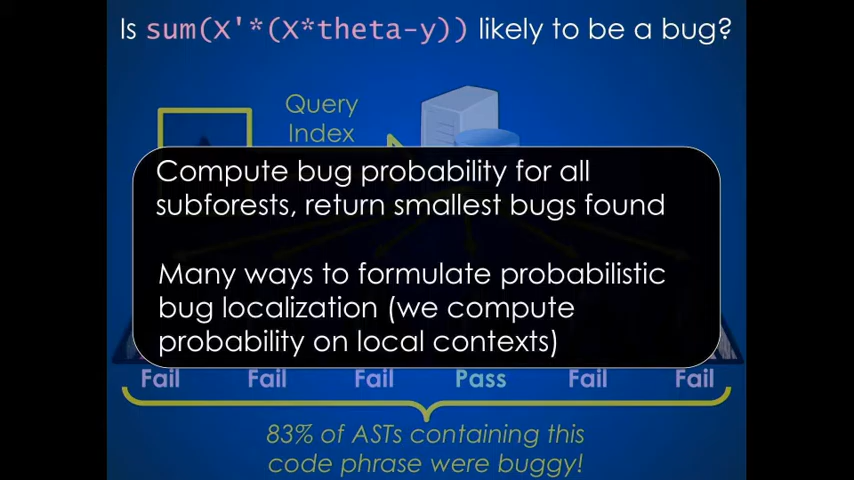 Is sum(X'*(X*theta-y)) likely to be a bug?
Query
Index
Compute bug probability for all
subforests, return smallest bugs found
Many ways to formulate probabilistic
bug localization (we compute
probability on local contexts)
Fail Fail Fail Pass Fail Fail
83% of ASTs containing this
code phrase were buggy!